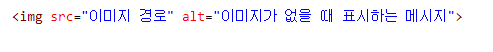 <img src="이미지 경로" alt="이미지가 없을 때 표시하는 메시지">